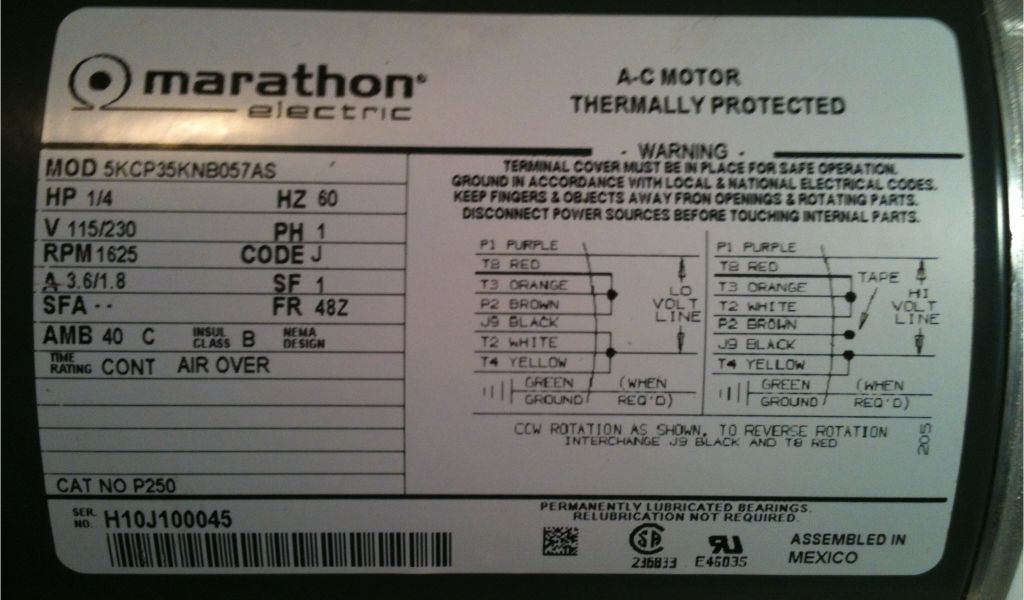 marathon®
electric
A-C MOTOR
THERMALLY PROTECTED
MOD 5KCP35KNB057AS
HP 1/4 HZ 60
V 115/230 PH 1
RPM 1625 CODE J
A 3.6/1.8 SF 1
SFA -- FR 48Z
AMB 40 C INSUL CLASS B NEMA DESIGN
TIME RATING CONT AIR OVER
CAT NO P250
- WARNING -
TERMINAL COVER MUST BE IN PLACE FOR SAFE OPERATION.
GROUND IN ACCORDANCE WITH LOCAL & NATIONAL ELECTRICAL CODES.
KEEP FINGERS & OBJECTS AWAY FRON OPENINGS & ROTATING PARTS.
DISCONNECT POWER SOURCES BEFORE TOUCHING INTERNAL PARTS.
P1 PURPLE
T8 RED
T3 ORANGE
P2 BROWN
J9 BLACK
T2 WHITE
T4 YELLOW
GREEN
GROUND
(WHEN
REQ'D)
LO
VOLT
LINE
P1 PURPLE
T8 RED
T3 ORANGE
T2 WHITE
P2 BROWN
J9 BLACK
T4 YELLOW
GREEN
GROUND
(WHEN
REQ'D)
TAPE
HI
VOLT
LINE
CCW ROTATION AS SHOWN, TO REVERSE ROTATION
INTERCHANGE J9 BLACK AND T8 RED
205
SER.
NO. H10J100045
PERMANENTLY LUBRICATED BEARINGS.
RELUBRICATION NOT REQUIRED.
236833
E46035
ASSEMBLED IN
MEXICO